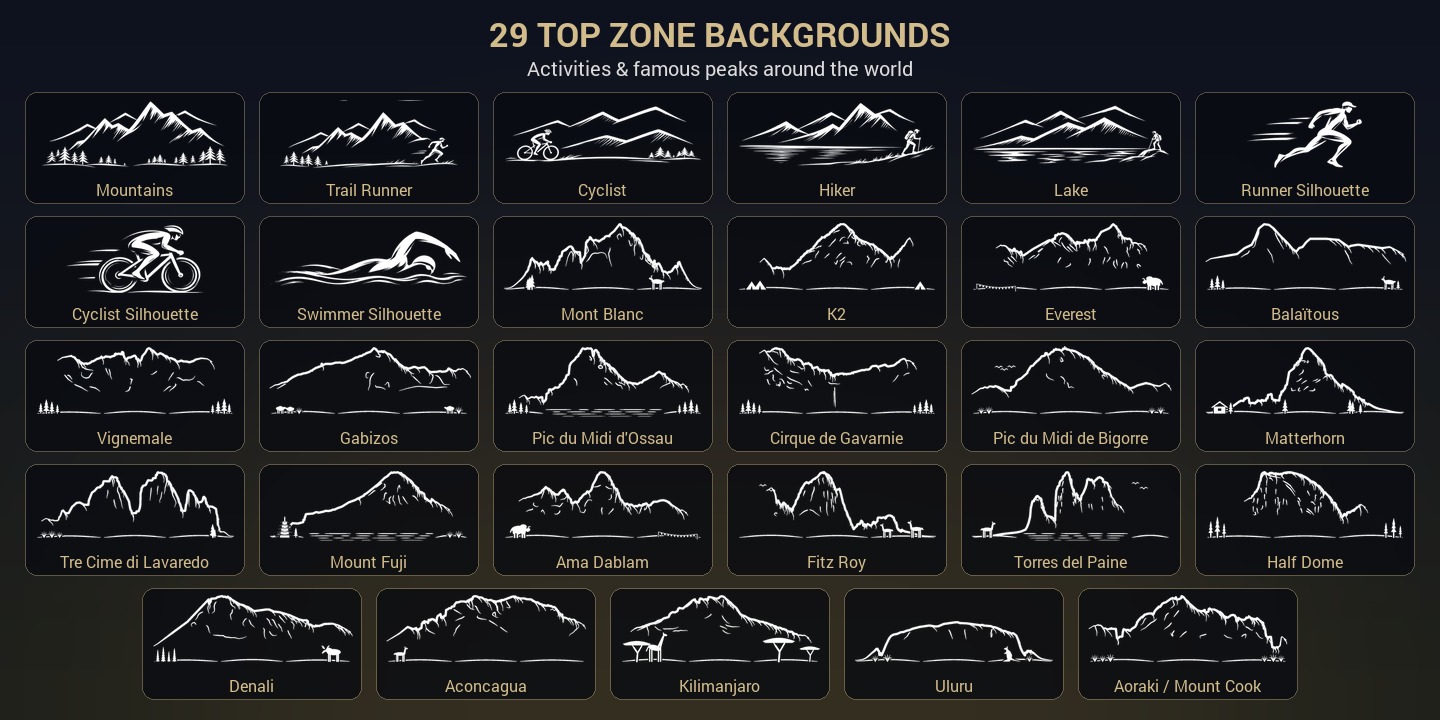 29 TOP ZONE BACKGROUNDS
Activities & famous peaks around the world
Mountains
Trail Runner
Cyclist
Hiker
Lake
Runner Silhouette
Cyclist Silhouette
Swimmer Silhouette
Mont Blanc
K2
Everest
Balaïtous
Vignemale
Gabizos
Pic du Midi d'Ossau
Cirque de Gavarnie
Pic du Midi de Bigorre
Matterhorn
Tre Cime di Lavaredo
Mount Fuji
Ama Dablam
Fitz Roy
Torres del Paine
Half Dome
Denali
Aconcagua
Kilimanjaro
Uluru
Aoraki / Mount Cook